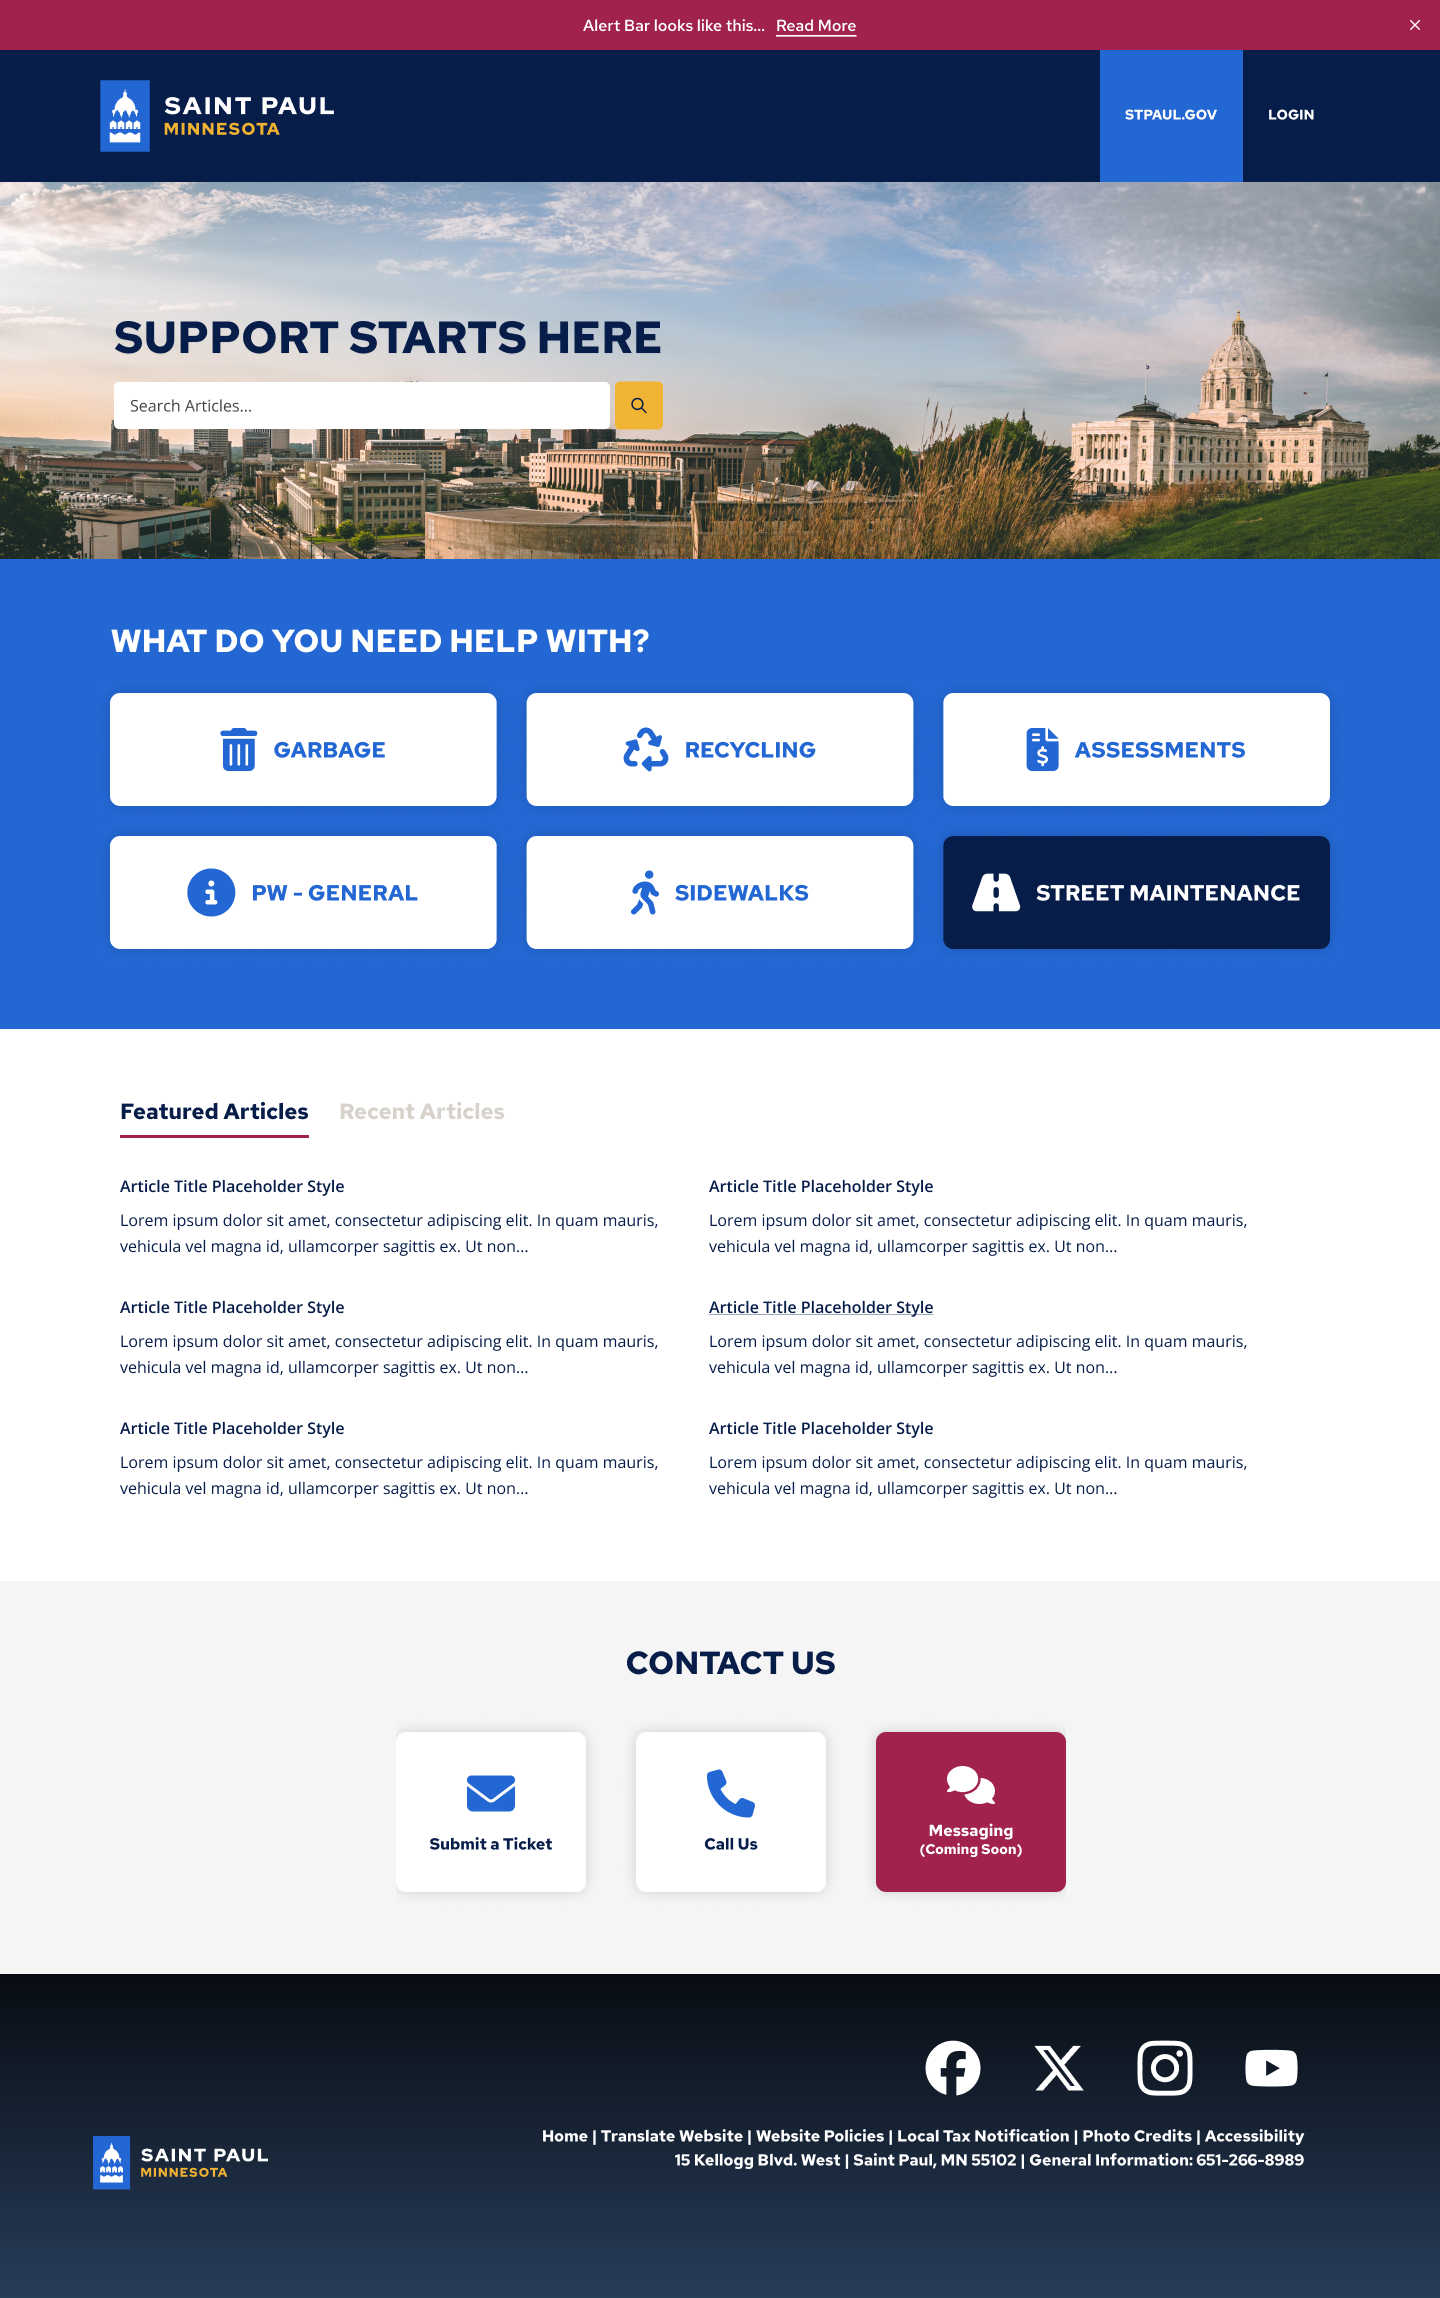 Alert Bar looks like this... Read More
SAINT PAUL
MINNESOTA
STPAUL.GOV
LOGIN
SUPPORT STARTS HERE
Search Articles...
WHAT DO YOU NEED HELP WITH?
GARBAGE
RECYCLING
ASSESSMENTS
PW - GENERAL
SIDEWALKS
STREET MAINTENANCE
Featured Articles
Recent Articles
Article Title Placeholder Style
Lorem ipsum dolor sit amet, consectetur adipiscing elit. In quam mauris,
vehicula vel magna id, ullamcorper sagittis ex. Ut non...
Article Title Placeholder Style
Lorem ipsum dolor sit amet, consectetur adipiscing elit. In quam mauris,
vehicula vel magna id, ullamcorper sagittis ex. Ut non...
Article Title Placeholder Style
Lorem ipsum dolor sit amet, consectetur adipiscing elit. In quam mauris,
vehicula vel magna id, ullamcorper sagittis ex. Ut non...
Article Title Placeholder Style
Lorem ipsum dolor sit amet, consectetur adipiscing elit. In quam mauris,
vehicula vel magna id, ullamcorper sagittis ex. Ut non...
Article Title Placeholder Style
Lorem ipsum dolor sit amet, consectetur adipiscing elit. In quam mauris,
vehicula vel magna id, ullamcorper sagittis ex. Ut non...
Article Title Placeholder Style
Lorem ipsum dolor sit amet, consectetur adipiscing elit. In quam mauris,
vehicula vel magna id, ullamcorper sagittis ex. Ut non...
CONTACT US
Submit a Ticket
Call Us
Messaging
(Coming Soon)
Home | Translate Website | Website Policies | Local Tax Notification | Photo Credits | Accessibility
15 Kellogg Blvd. West | Saint Paul, MN 55102 | General Information: 651-266-8989
SAINT PAUL
MINNESOTA